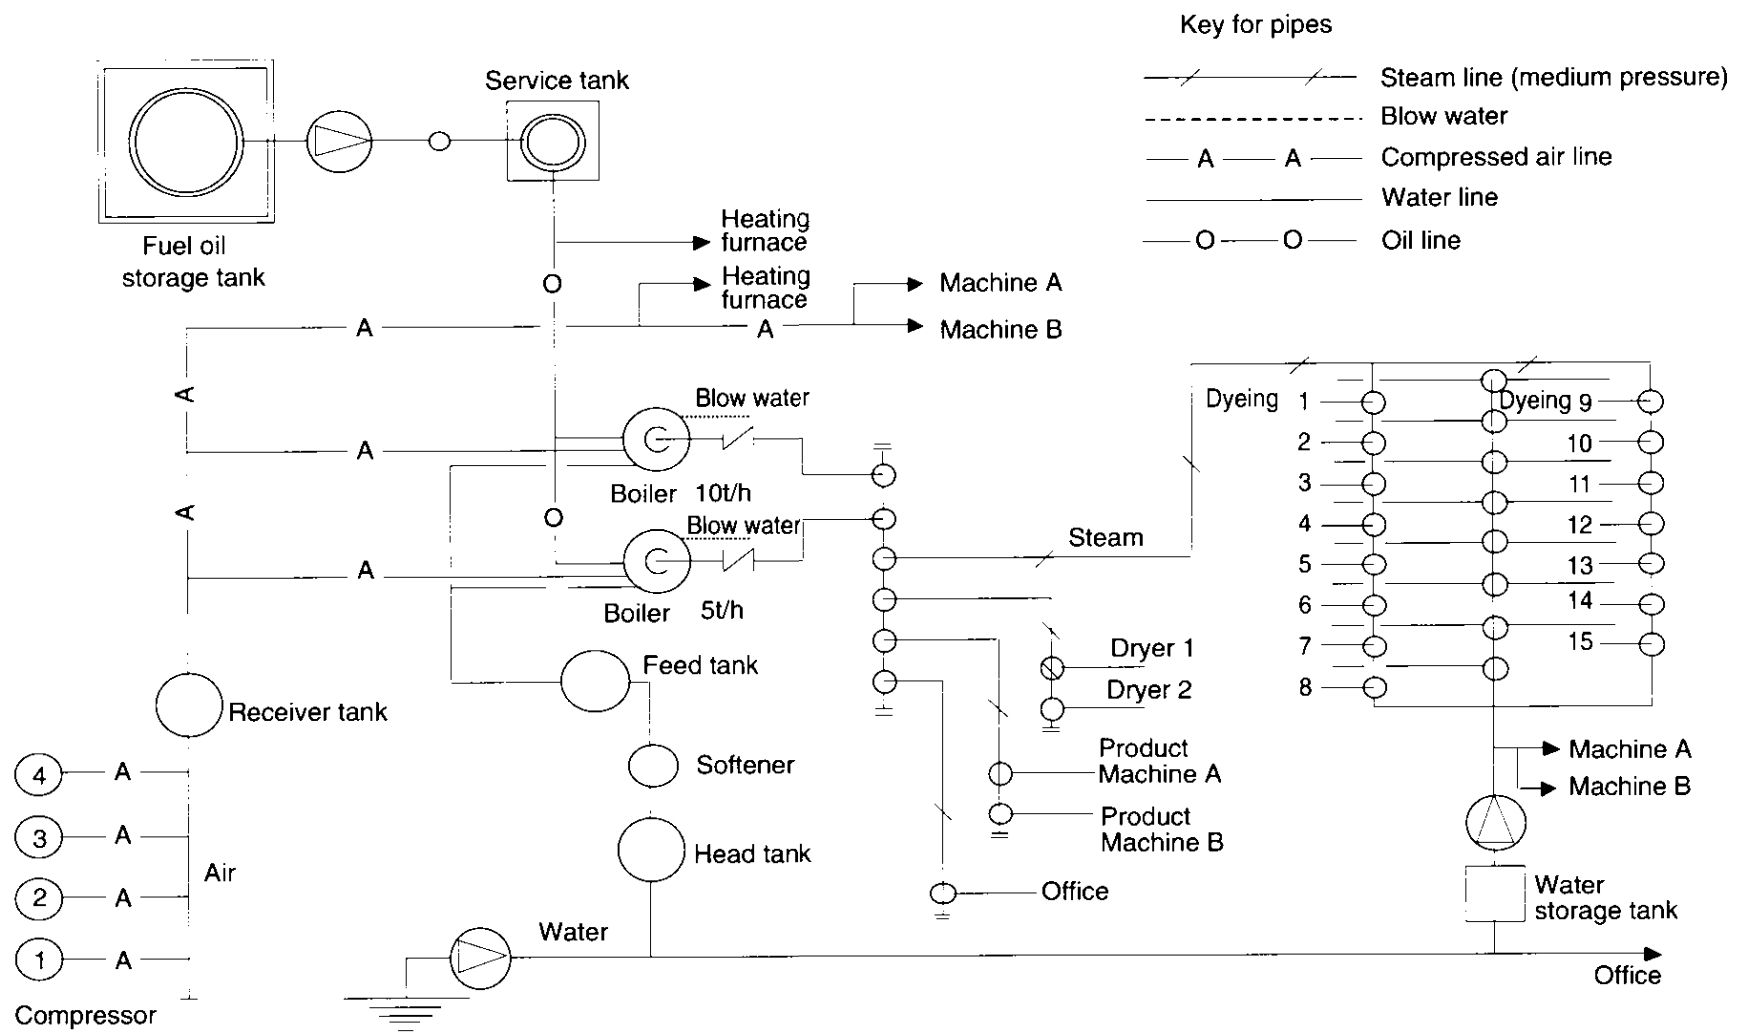 Key for pipes
Steam line (medium pressure)
Blow water
A A Compressed air line
Water line
O O Oil line
Service tank
Fuel oil
storage tank
Heating
furnace
O
Heating
furnace
Machine A
A
A
Machine B
A
Blow water
Dyeing 1
Dyeing 9
2
10
A
3
11
Boiler 10t/h
A
O
Blow water
4
12
Steam
5
13
A
6
14
Boiler 5t/h
7
15
Feed tank
Dryer 1
8
Dryer 2
Receiver tank
Product
Machine A
Machine A
4 A
Softener
Machine B
Product
Machine B
3 A
Head tank
Air
2 A
Office
Water
storage tank
Water
1 A
Office
Compressor